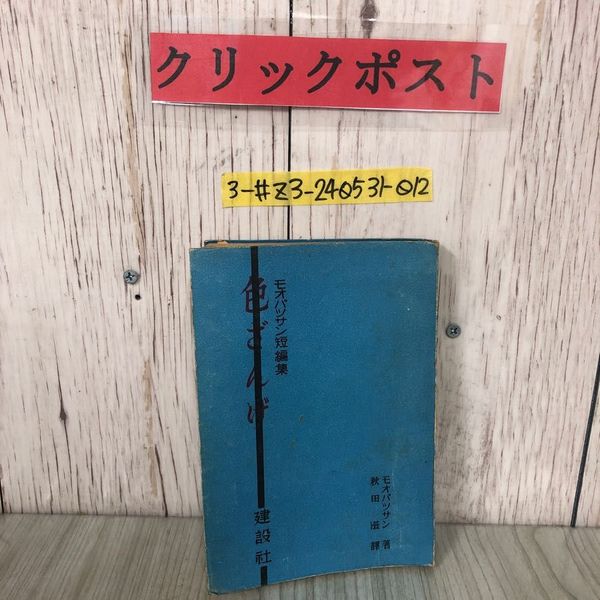 クリックポスト
3-#Z3-240531-012
モオパッサン短編集
色ざんげ
建設社
モオパッサン 著
秋田滋 譯